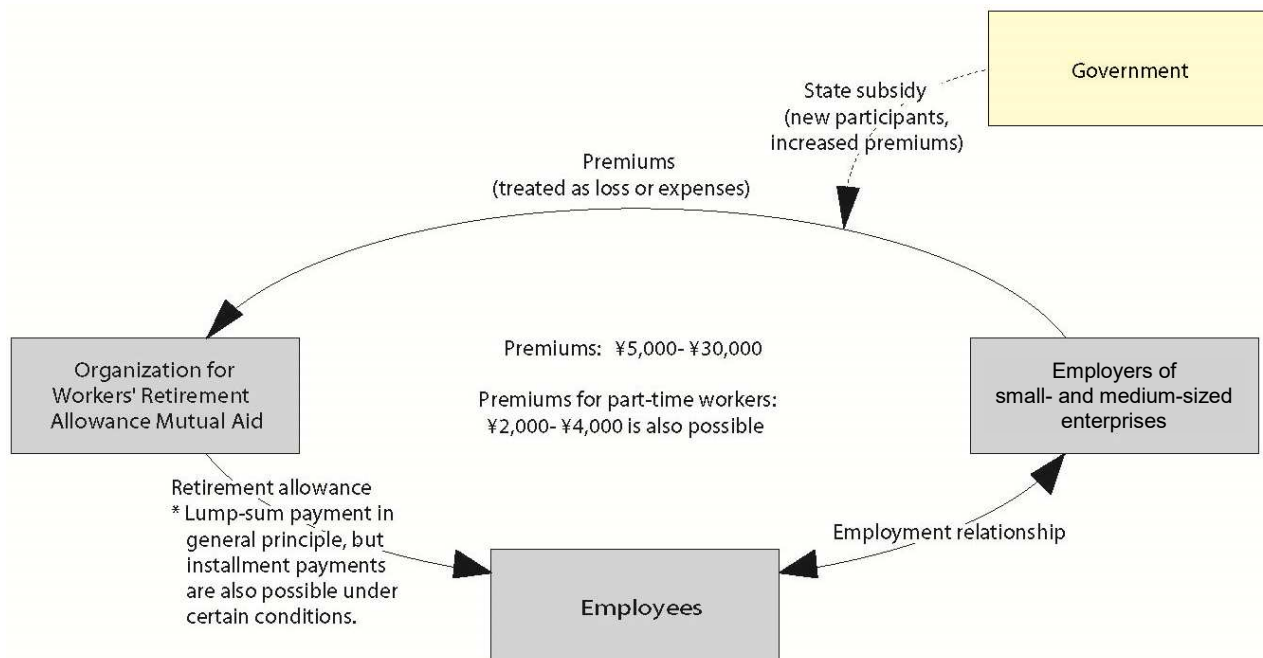 Government
State subsidy
(new participants,
increased premiums)
Premiums
(treated as loss or expenses)
Organization for
Workers' Retirement
Allowance Mutual Aid
Premiums: ¥5,000- ¥30,000
Premiums for part-time workers:
¥2,000- ¥4,000 is also possible
Employers of
small- and medium-sized
enterprises
Retirement allowance
* Lump-sum payment in
general principle, but
installment payments
are also possible under
certain conditions.
Employment relationship
Employees